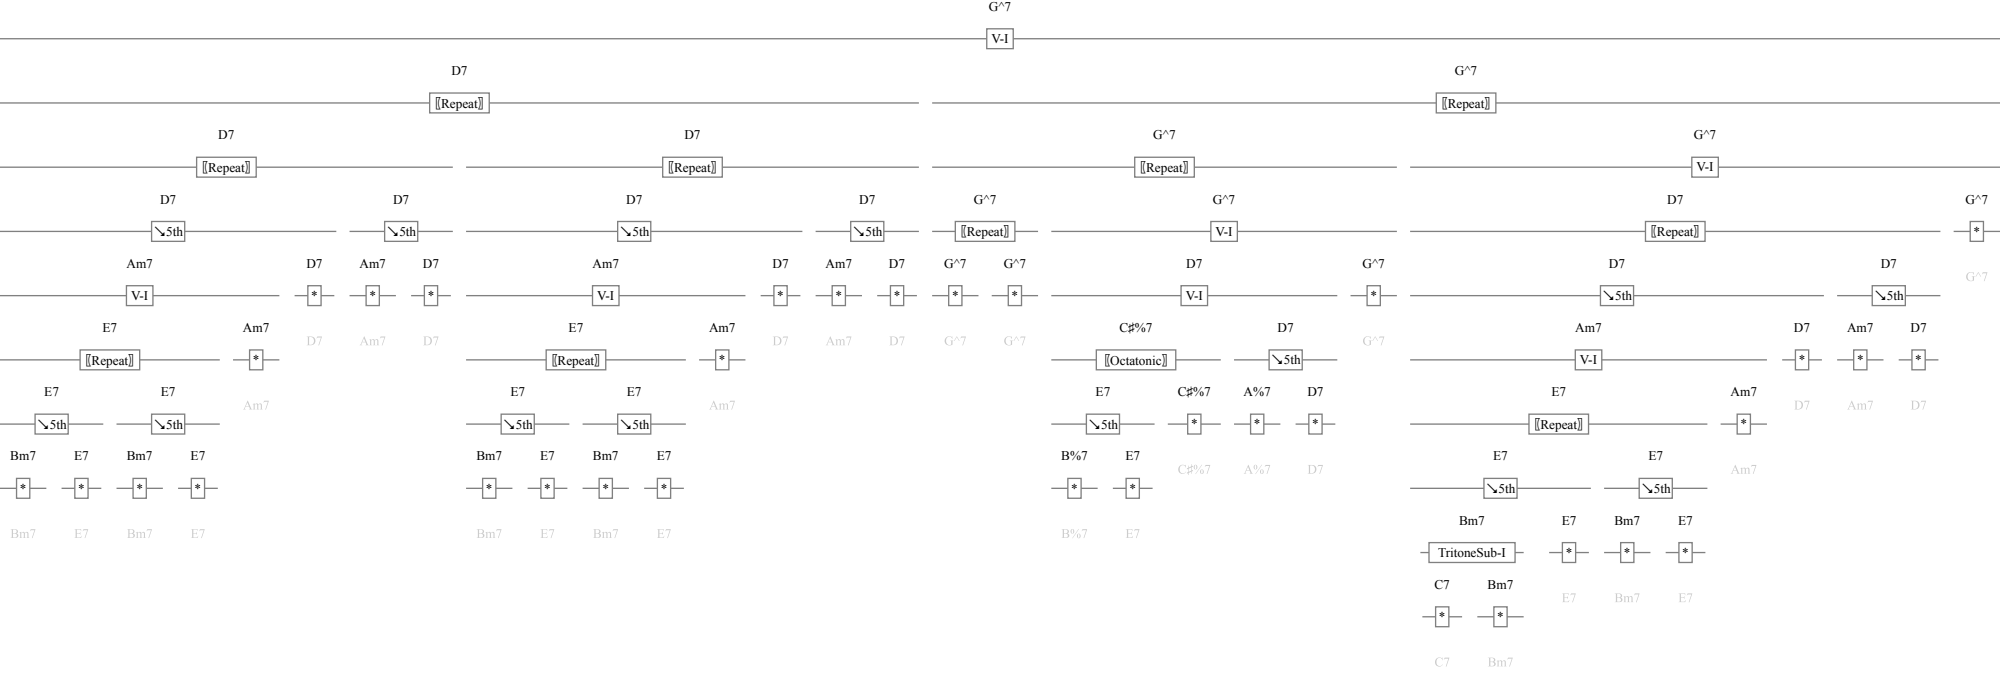 G^7
V-I
D7 G^7
⟦Repeat⟧ ⟦Repeat⟧
D7 D7 G^7 G^7
⟦Repeat⟧ ⟦Repeat⟧ ⟦Repeat⟧ V-I
D7 D7 D7 D7 G^7 G^7 D7 G^7
↘5th ↘5th ↘5th ↘5th ⟦Repeat⟧ V-I ⟦Repeat⟧ *
Am7 D7 Am7 D7 Am7 D7 Am7 D7 G^7 G^7 D7 G^7 D7 D7 G^7
V-I * * * V-I * * * * * V-I * ↘5th ↘5th
E7 Am7 D7 Am7 D7 E7 Am7 D7 Am7 D7 G^7 G^7 C♯%7 D7 G^7 Am7 D7 Am7 D7
⟦Repeat⟧ * ⟦Repeat⟧ * ⟦Octatonic⟧ ↘5th V-I * * *
E7 E7 Am7 E7 E7 Am7 E7 C♯%7 A%7 D7 E7 Am7 D7 Am7 D7
↘5th ↘5th ↘5th ↘5th ↘5th * * * ⟦Repeat⟧ *
Bm7 E7 Bm7 E7 Bm7 E7 Bm7 E7 B%7 E7 C♯%7 A%7 D7 E7 E7 Am7
* * * * * * * * * * ↘5th ↘5th
Bm7 E7 Bm7 E7 Bm7 E7 Bm7 E7 B%7 E7 Bm7 E7 Bm7 E7
TritoneSub-I * * *
C7 Bm7 E7 Bm7 E7
* *
C7 Bm7